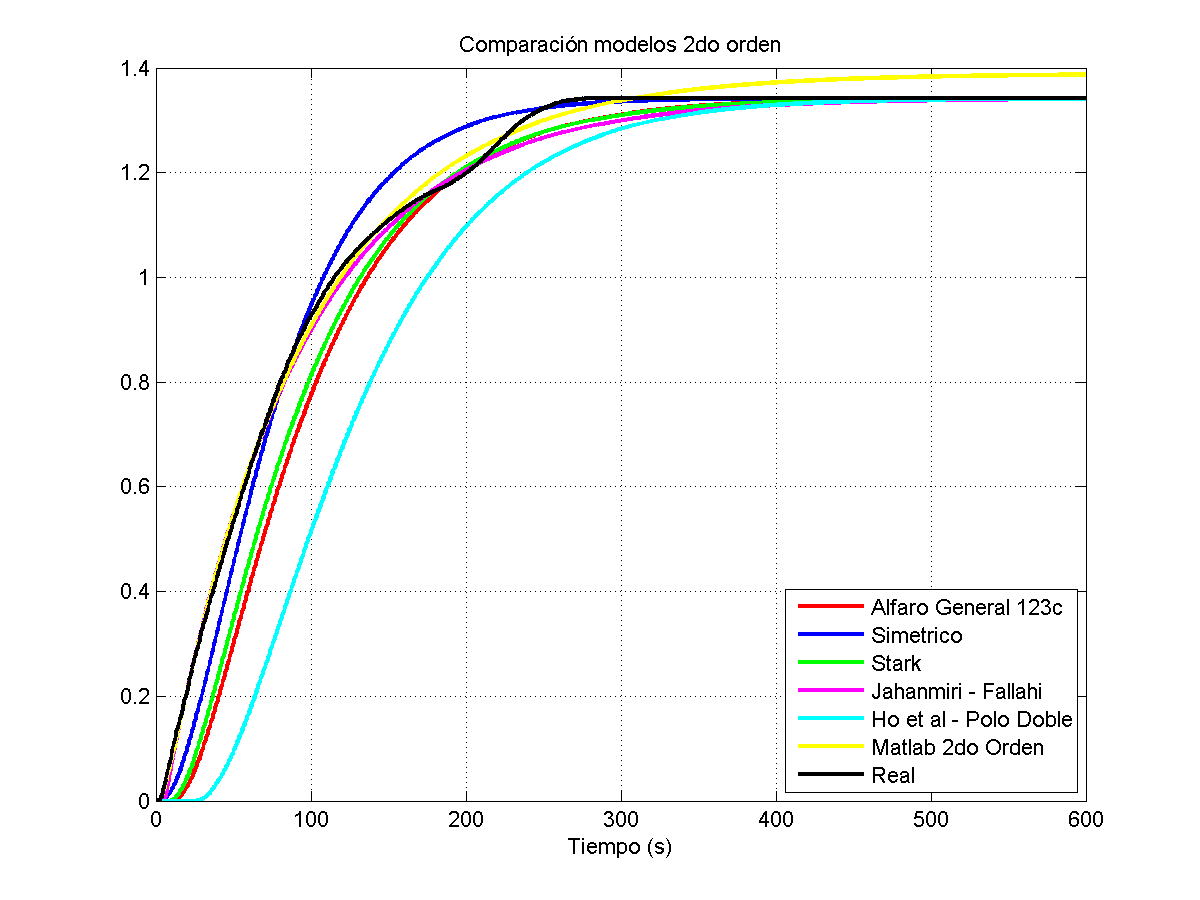 Comparación modelos 2do orden
1.4
1.2
1
0.8
0.6
0.4
0.2
0
0 100 200 300 400 500 600
Tiempo (s)
Alfaro General 123c
Simetrico
Stark
Jahanmiri - Fallahi
Ho et al - Polo Doble
Matlab 2do Orden
Real